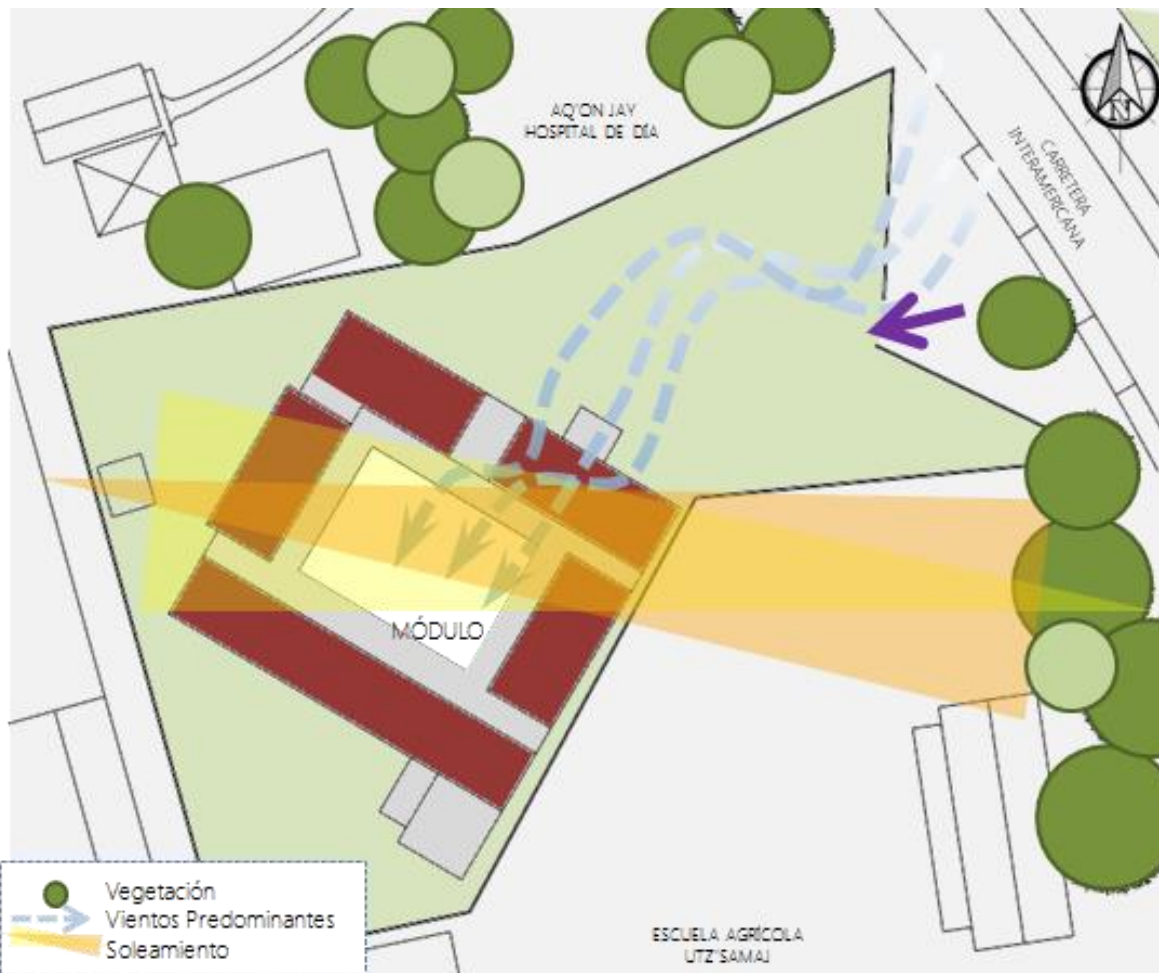 AQ'ON JAY
HOSPITAL DE DÍA
N
CARRETERA
INTERAMERICANA
MÓDULO
Vegetación
Vientos Predominantes
Soleamiento
ESCUELA AGRÍCOLA
UTZ'SAMAJ